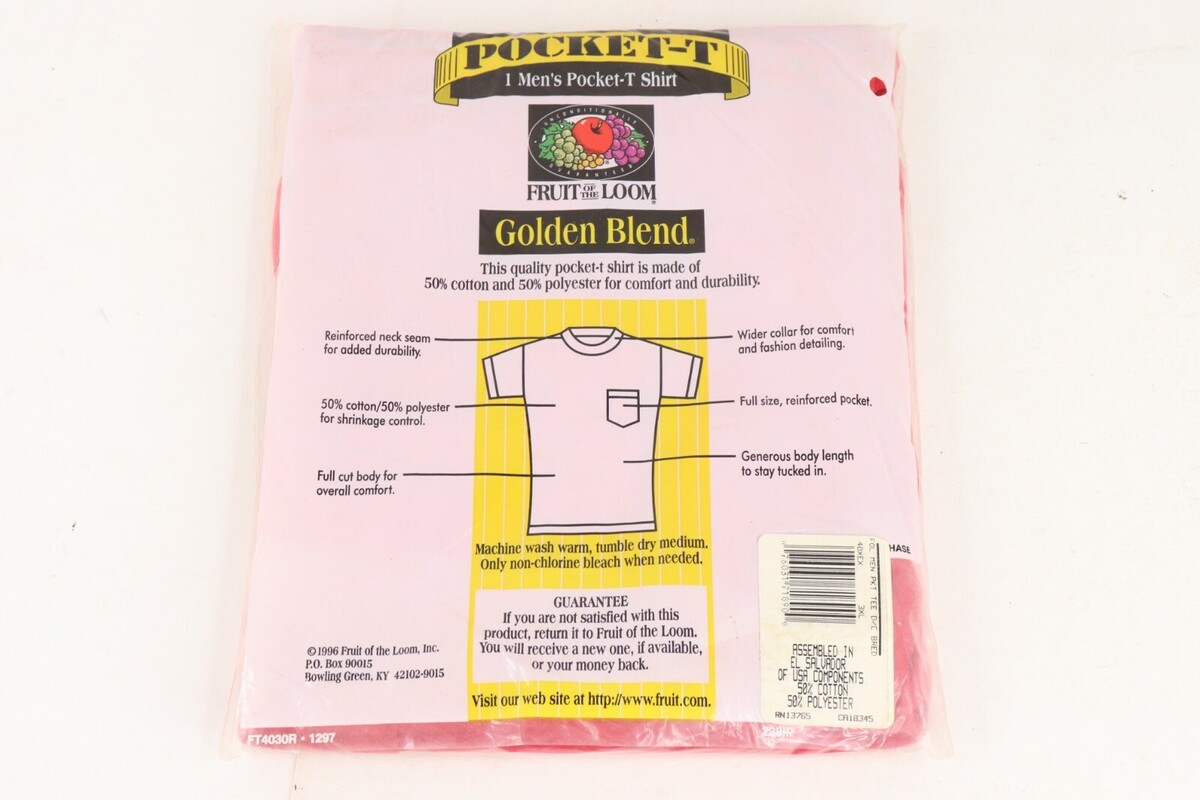 POCKET-T
1 Men's Pocket-T Shirt
UNCONDITIONALLY
GUARANTEED
FRUIT OF THE LOOM®
Golden Blend®
This quality pocket-t shirt is made of
50% cotton and 50% polyester for comfort and durability.
Reinforced neck seam
for added durability.
Wider collar for comfort
and fashion detailing.
50% cotton/50% polyester
for shrinkage control.
Full size, reinforced pocket.
Full cut body for
overall comfort.
Generous body length
to stay tucked in.
Machine wash warm, tumble dry medium.
Only non-chlorine bleach when needed.
GUARANTEE
If you are not satisfied with this
product, return it to Fruit of the Loom.
You will receive a new one, if available,
or your money back.
Visit our web site at http://www.fruit.com.
©1996 Fruit of the Loom, Inc.
P.O. Box 90015
Bowling Green, KY 42102-9015
FT4030R • 1297
HASE
FOL MEN PKT TEE D/C BRED
40XEX
3XL
ASSEMBLED IN
EL SALVADOR
OF USA COMPONENTS
50% COTTON
50% POLYESTER
RN13765
CA18345